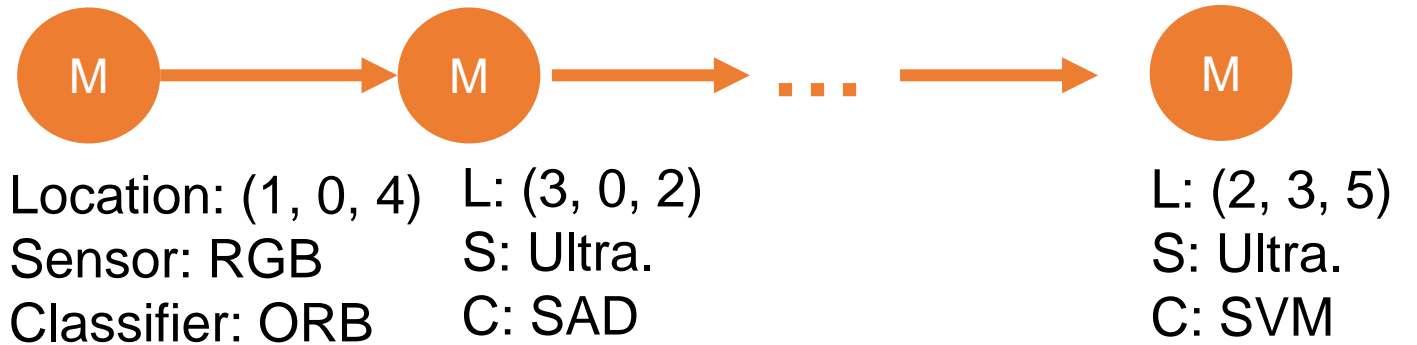 M
M
...
M
Location: (1, 0, 4)
Sensor: RGB
Classifier: ORB
L: (3, 0, 2)
S: Ultra.
C: SAD
L: (2, 3, 5)
S: Ultra.
C: SVM